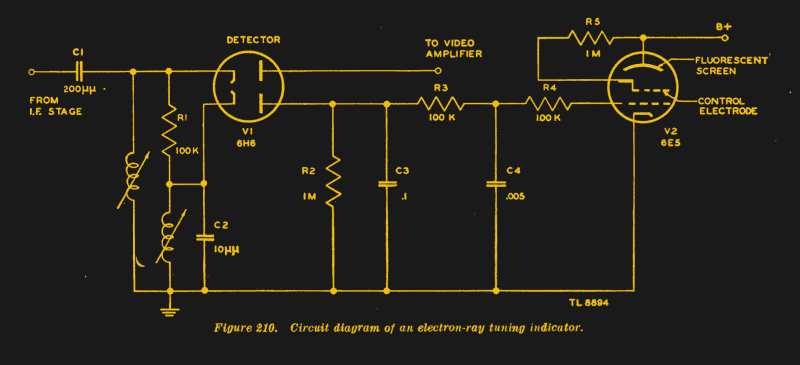 DETECTOR
TO VIDEO
AMPLIFIER
R5
1M
B+
FLUORESCENT
SCREEN
CONTROL
ELECTRODE
C1
200μμ
FROM
I.F. STAGE
R1
100K
V1
6H6
R3
100 K
R4
100 K
V2
6E5
R2
1M
C3
.1
C4
.005
C2
10μμ
TL 8894
Figure 210. Circuit diagram of an electron-ray tuning indicator.